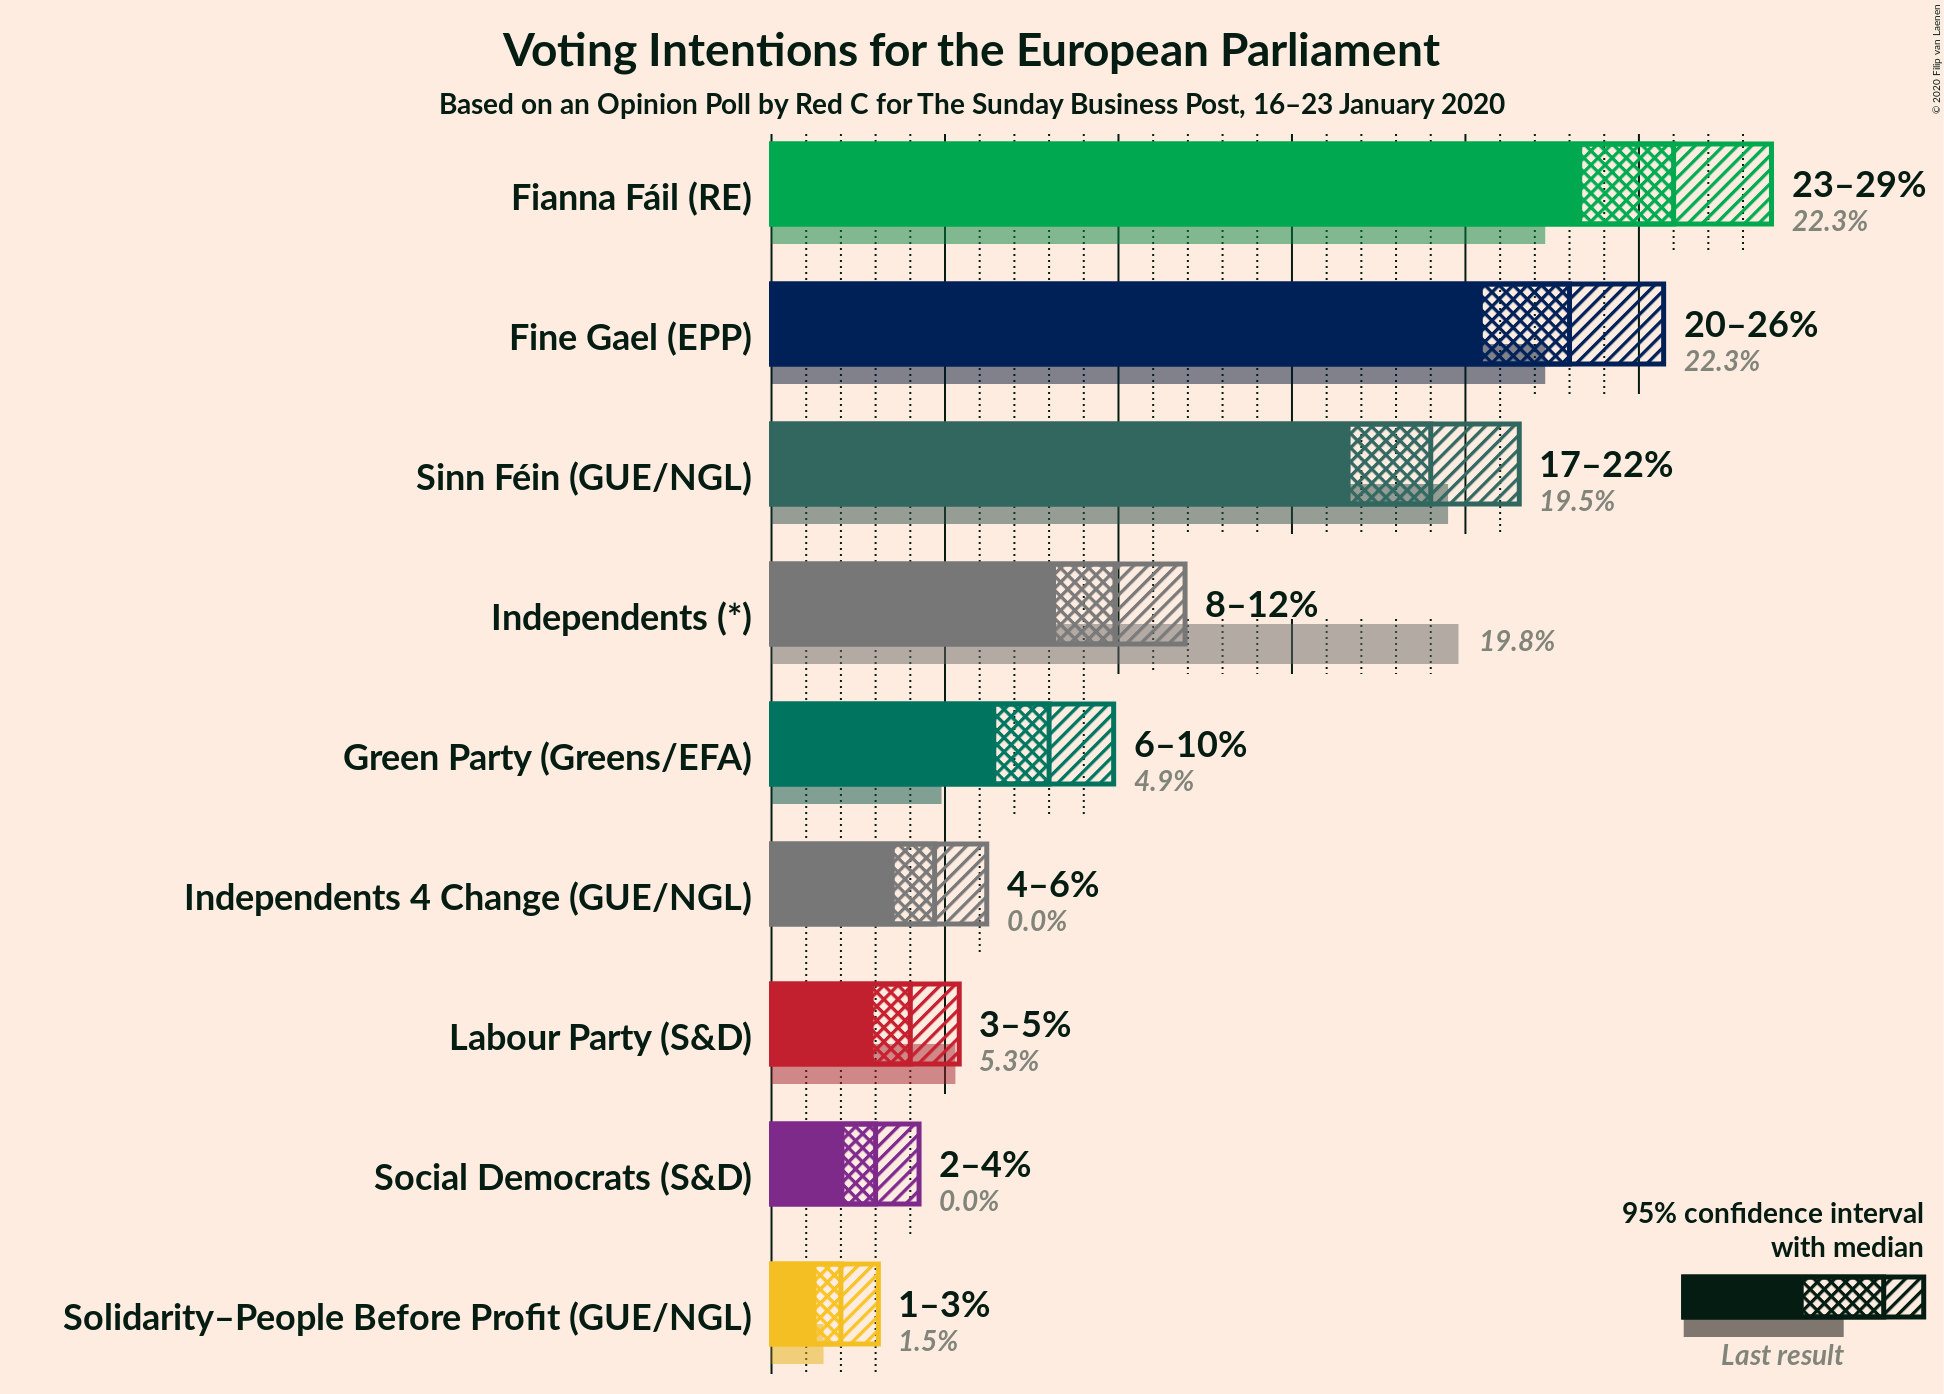 Voting Intentions for the European Parliament
Based on an Opinion Poll by Red C for The Sunday Business Post, 16–23 January 2020
© 2020 Filip van Laenen
Fianna Fáil (RE)
23–29%
22.3%
Fine Gael (EPP)
20–26%
22.3%
Sinn Féin (GUE/NGL)
17–22%
19.5%
Independents (*)
8–12%
19.8%
Green Party (Greens/EFA)
6–10%
4.9%
Independents 4 Change (GUE/NGL)
4–6%
0.0%
Labour Party (S&D)
3–5%
5.3%
Social Democrats (S&D)
2–4%
0.0%
Solidarity–People Before Profit (GUE/NGL)
1–3%
1.5%
95% confidence interval
with median
Last result